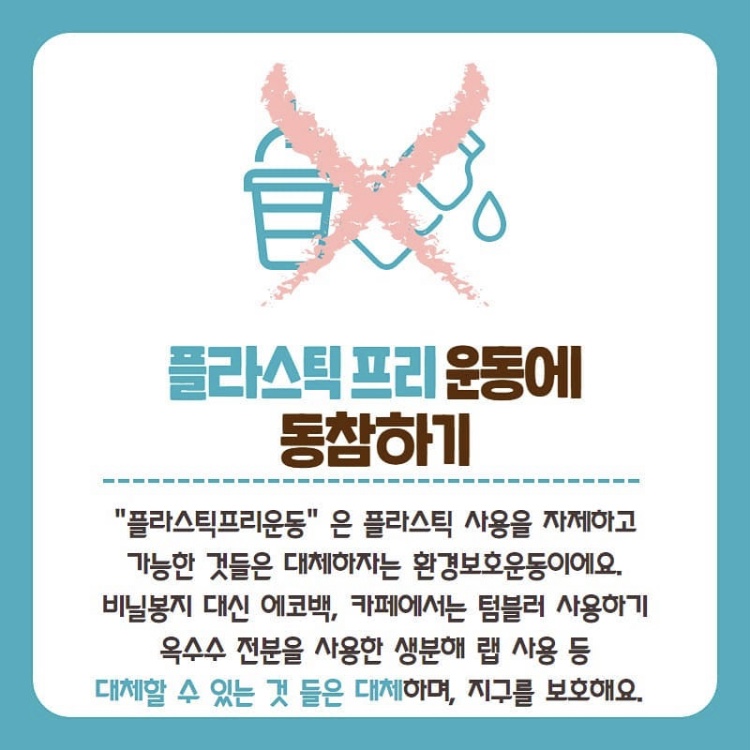 플라스틱 프리 운동에
동참하기
"플라스틱프리운동" 은 플라스틱 사용을 자제하고
가능한 것들은 대체하자는 환경보호운동이에요.
비닐봉지 대신 에코백, 카페에서는 텀블러 사용하기
옥수수 전분을 사용한 생분해 랩 사용 등
대체할 수 있는 것 들은 대체하며, 지구를 보호해요.